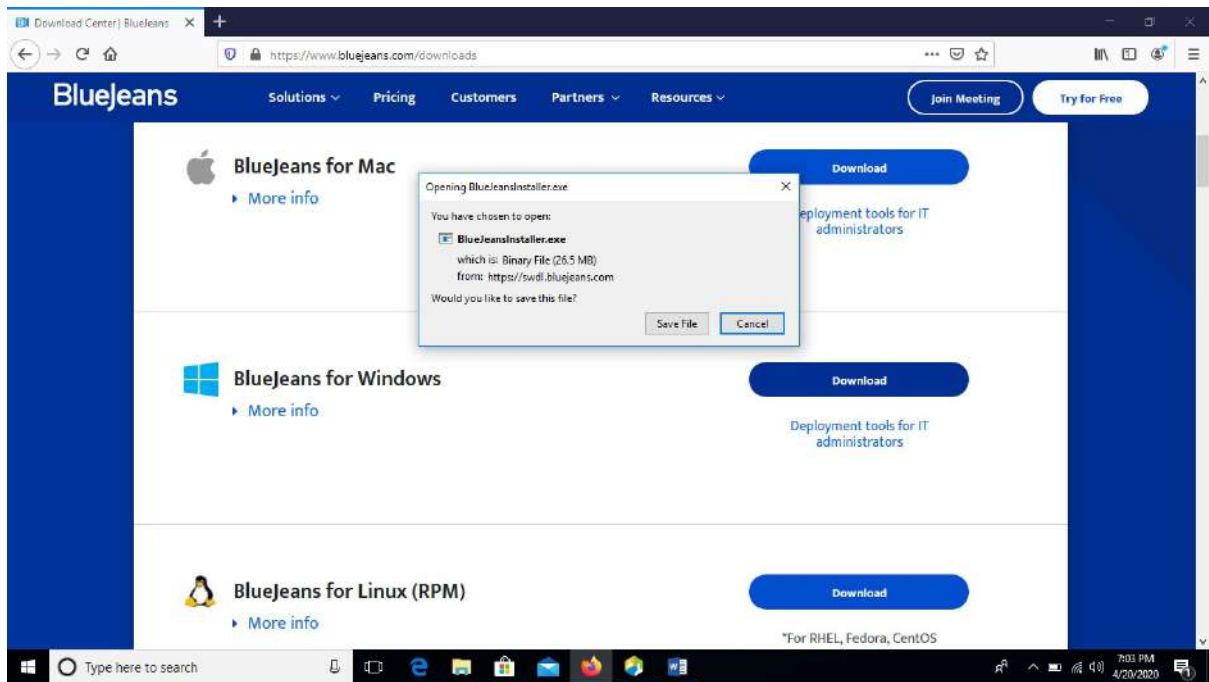 Download Center | BlueJeans
https://www.bluejeans.com/downloads
BlueJeans
Solutions
Pricing
Customers
Partners
Resources
Join Meeting
Try for Free
BlueJeans for Mac
More info
Download
eployment tools for IT
administrators
Opening BlueJeansInstaller.exe
You have chosen to open:
BlueJeansInstaller.exe
which is: Binary File (26.5 MB)
from: https://swdl.bluejeans.com
Would you like to save this file?
Save File
Cancel
BlueJeans for Windows
More info
Download
Deployment tools for IT
administrators
BlueJeans for Linux (RPM)
More info
Download
*For RHEL, Fedora, CentOS
Type here to search
7:03 PM
4/20/2020